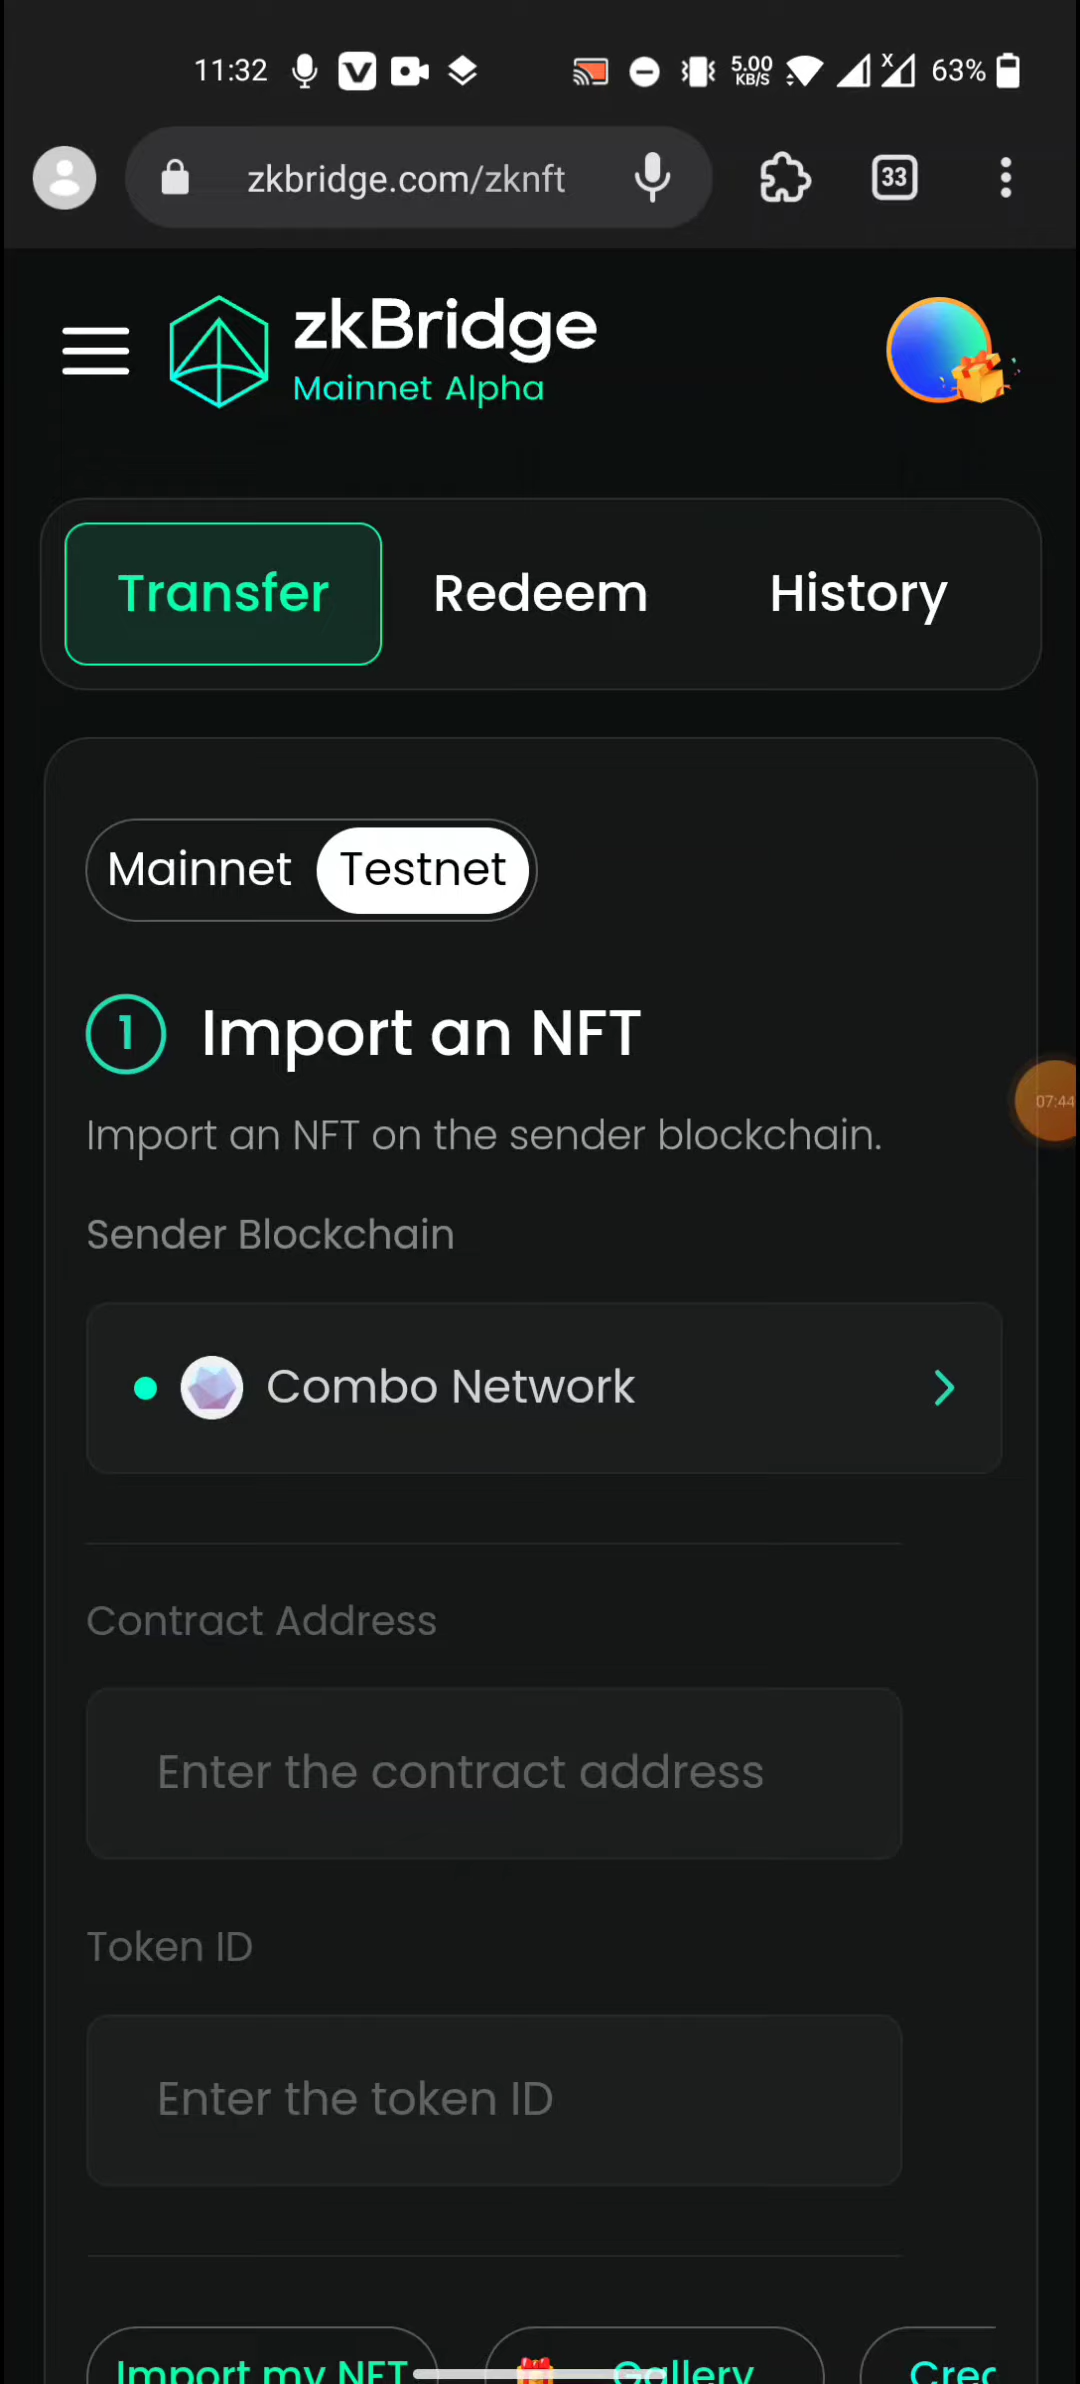 11:32
5.00
KB/S
x
63%
zkbridge.com/zknft
33
zkBridge
Mainnet Alpha
Transfer
Redeem
History
Mainnet
Testnet
1
Import an NFT
07:44
Import an NFT on the sender blockchain.
Sender Blockchain
Combo Network
Contract Address
Enter the contract address
Token ID
Enter the token ID
Import my NFT
Gallery